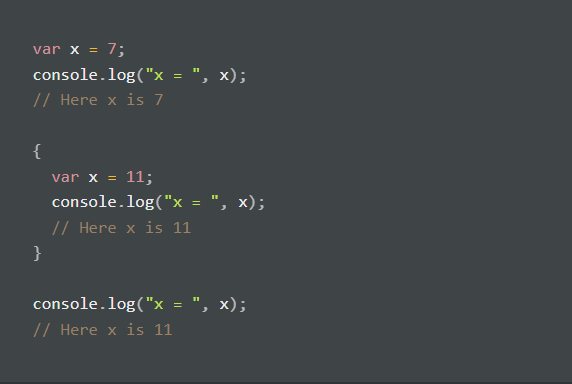 var x = 7;
console.log("x = ", x);
// Here x is 7
{
var x = 11;
console.log("x = ", x);
// Here x is 11
}
console.log("x = ", x);
// Here x is 11